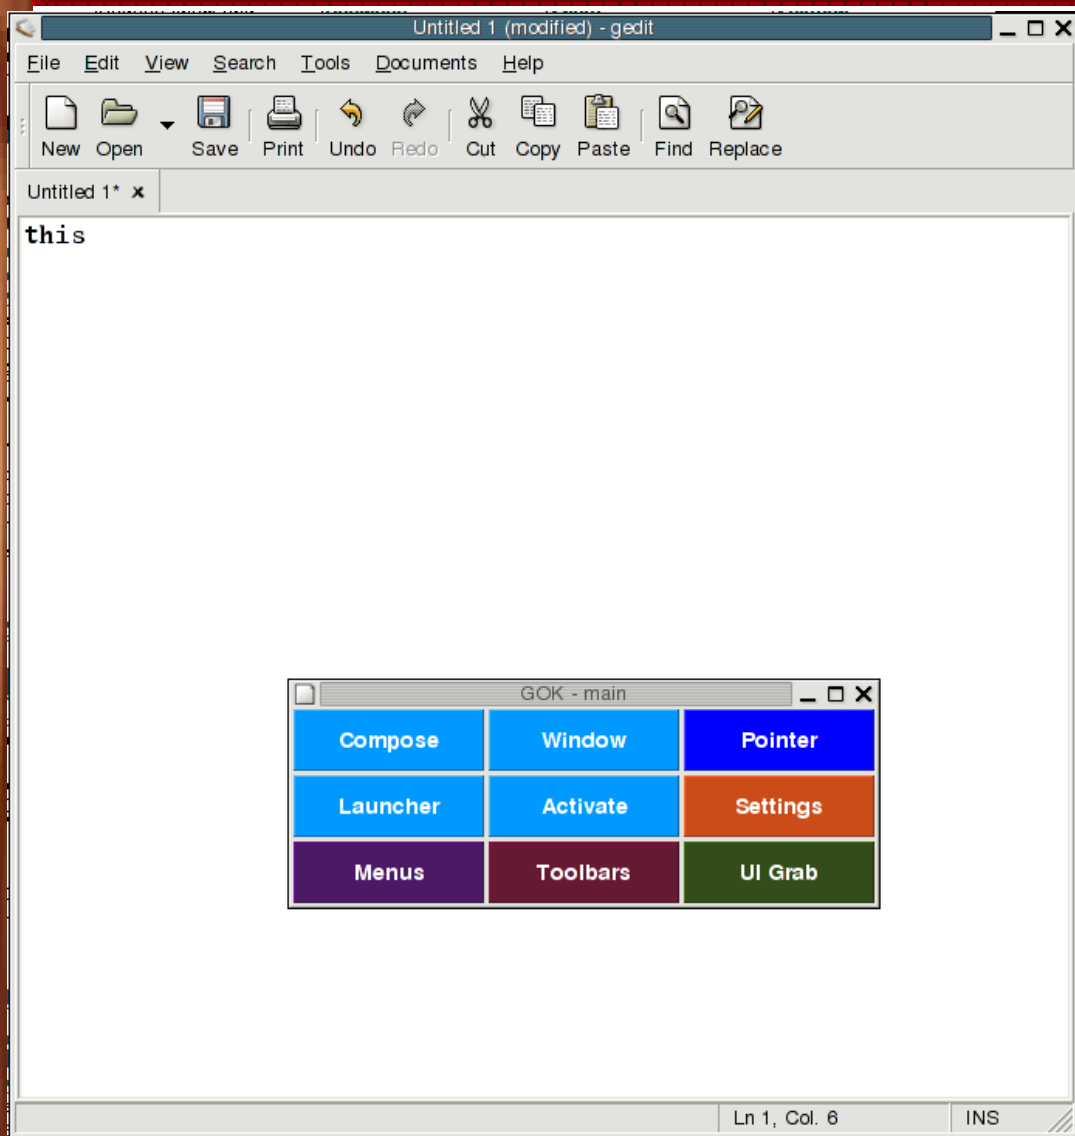 Untitled 1 (modified) - gedit
File Edit View Search Tools Documents Help
New Open Save Print Undo Redo Cut Copy Paste Find Replace
Untitled 1*
this
GOK - main
Compose Window Pointer
Launcher Activate Settings
Menus Toolbars UI Grab
Ln 1, Col. 6 INS